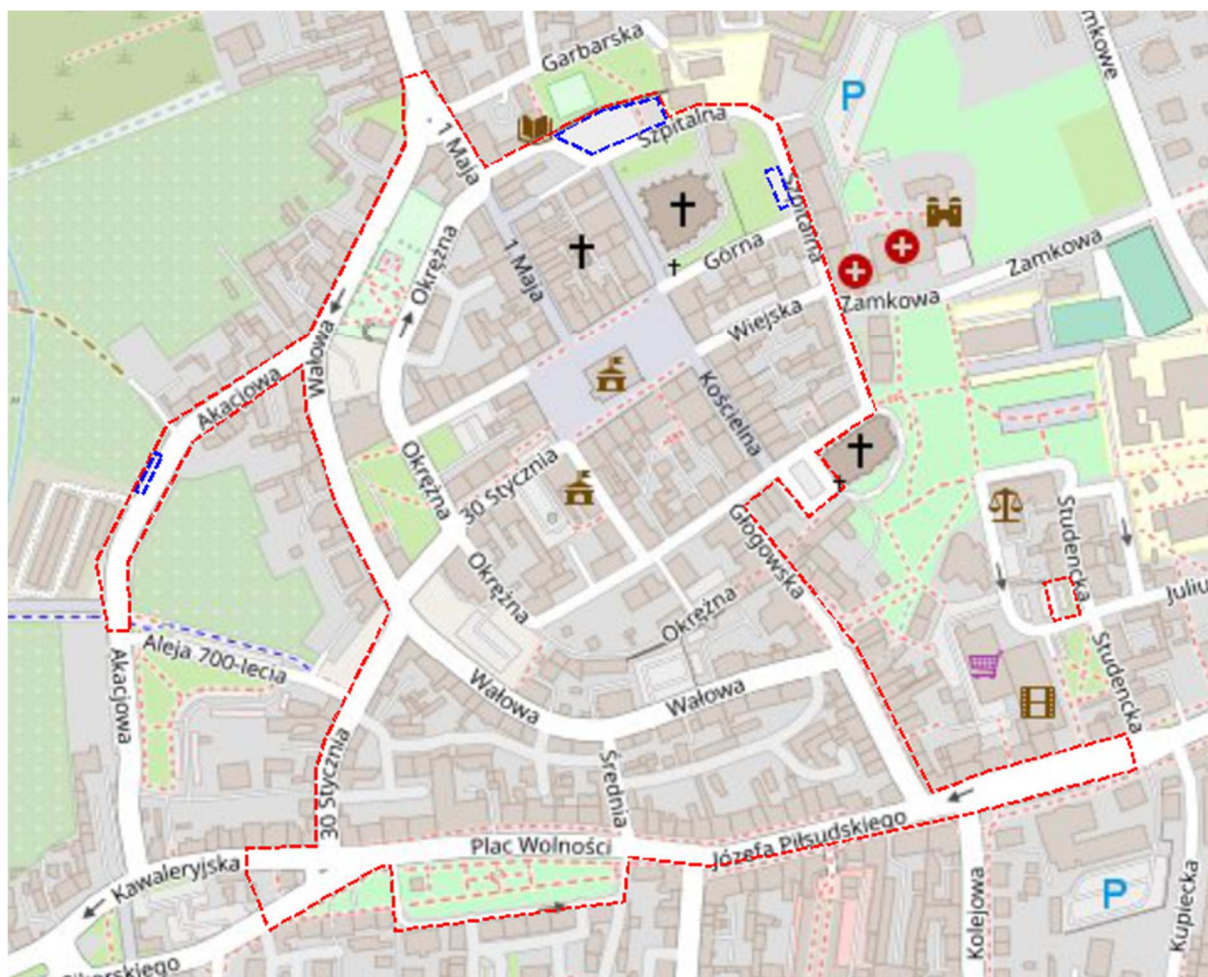 Garbarska
mkowe
P
1 Maja
Szpitalna
Szpitalna
Okrężna
1 Maja
Górna
Zamkowa
Zamkowa
Wiejska
Wałowa
Akacjowa
Kościelna
Okrężna
30 Stycznia
Głogowska
Studencka
Okrężna
Okrężna
Juliu
Aleja 700-lecia
Akacjowa
Wałowa
Wałowa
Studencka
30 Stycznia
Średnia
Józefa Piłsudskiego
Plac Wolności
Kawaleryjska
P
Kolejowa
Kupiecka